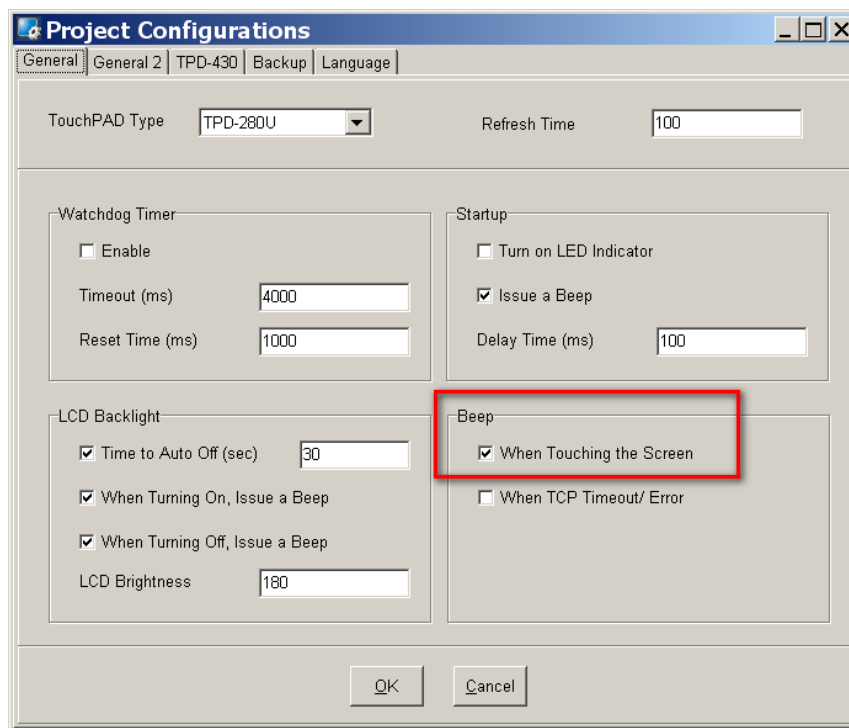 Project Configurations
General General 2 TPD-430 Backup Language
TouchPAD Type TPD-280U Refresh Time 100
Watchdog Timer
Enable
Timeout (ms) 4000
Reset Time (ms) 1000
Startup
Turn on LED Indicator
Issue a Beep
Delay Time (ms) 100
LCD Backlight
Time to Auto Off (sec) 30
When Turning On, Issue a Beep
When Turning Off, Issue a Beep
LCD Brightness 180
Beep
When Touching the Screen
When TCP Timeout/ Error
OK Cancel